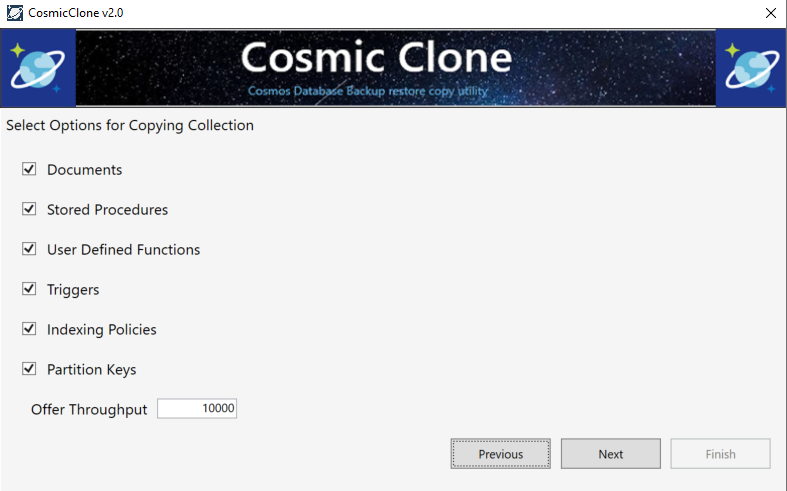 CosmicClone v2.0
Cosmic Clone
Cosmos Database Backup restore copy utility
Select Options for Copying Collection
Documents
Stored Procedures
User Defined Functions
Triggers
Indexing Policies
Partition Keys
Offer Throughput 10000
Previous Next Finish